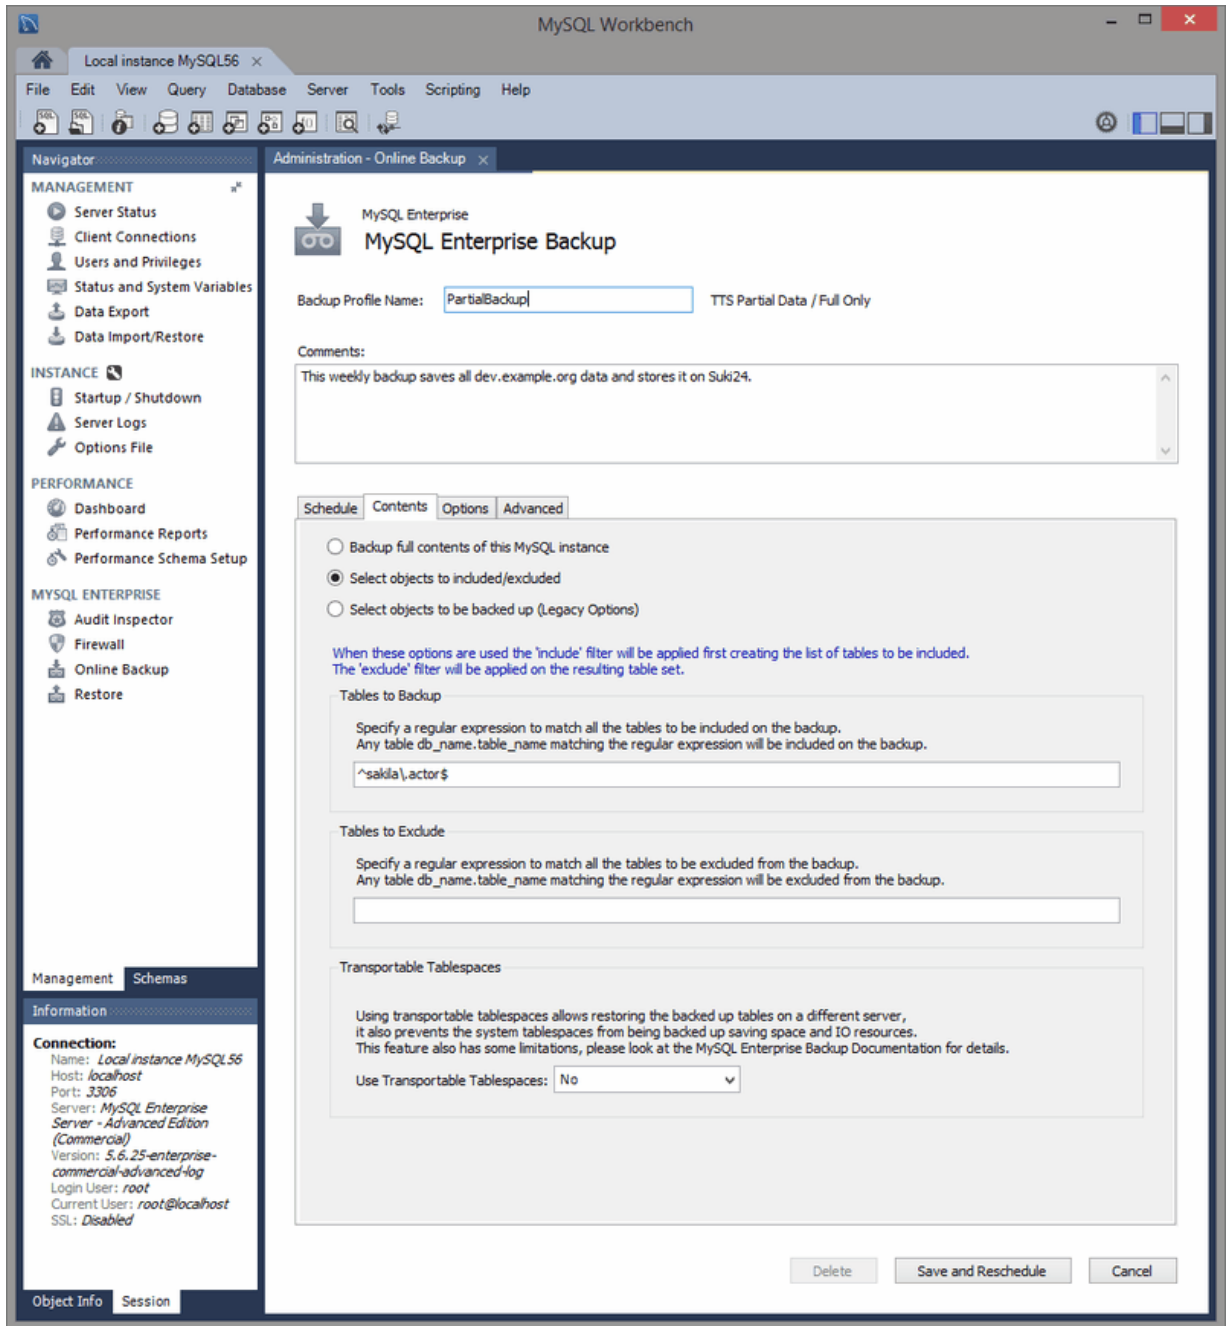 MySQL Workbench
Local instance MySQL56
File Edit View Query Database Server Tools Scripting Help
Navigator
MANAGEMENT
Server Status
Client Connections
Users and Privileges
Status and System Variables
Data Export
Data Import/Restore
INSTANCE
Startup / Shutdown
Server Logs
Options File
PERFORMANCE
Dashboard
Performance Reports
Performance Schema Setup
MYSQL ENTERPRISE
Audit Inspector
Firewall
Online Backup
Restore
Management Schemas
Information
Connection:
Name: Local instance MySQL56
Host: localhost
Port: 3306
Server: MySQL Enterprise
Server - Advanced Edition
(Commercial)
Version: 5.6.25-enterprise-
commercial-advanced-log
Login User: root
Current User: root@localhost
SSL: Disabled
Object Info Session
Administration - Online Backup
MySQL Enterprise
MySQL Enterprise Backup
Backup Profile Name: PartialBackup TTS Partial Data / Full Only
Comments:
This weekly backup saves all dev.example.org data and stores it on Suki24.
Schedule Contents Options Advanced
Backup full contents of this MySQL instance
Select objects to included/excluded
Select objects to be backed up (Legacy Options)
When these options are used the 'include' filter will be applied first creating the list of tables to be included.
The 'exclude' filter will be applied on the resulting table set.
Tables to Backup
Specify a regular expression to match all the tables to be included on the backup.
Any table db_name.table_name matching the regular expression will be included on the backup.
^sakila\.actor$
Tables to Exclude
Specify a regular expression to match all the tables to be excluded from the backup.
Any table db_name.table_name matching the regular expression will be excluded from the backup.
Transportable Tablespaces
Using transportable tablespaces allows restoring the backed up tables on a different server,
it also prevents the system tablespaces from being backed up saving space and IO resources.
This feature also has some limitations, please look at the MySQL Enterprise Backup Documentation for details.
Use Transportable Tablespaces: No
Delete Save and Reschedule Cancel